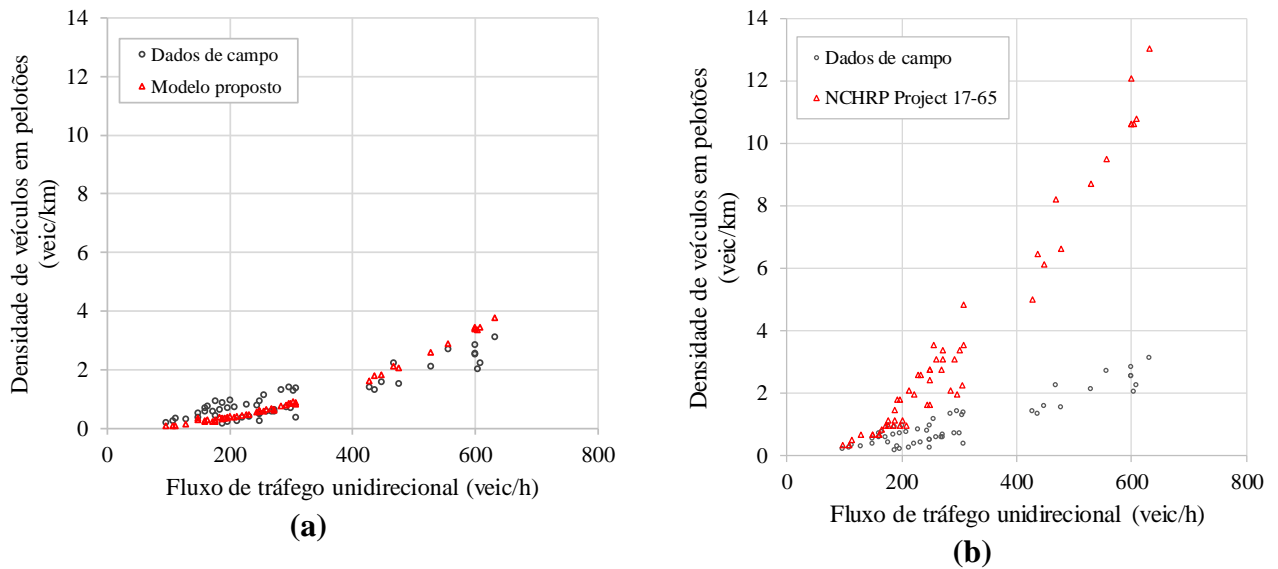 Densidade de veículos em pelotões
(veic/km)
14
12
10
8
6
4
2
0
Dados de campo
Modelo proposto
0
200
400
600
800
Fluxo de tráfego unidirecional (veic/h)
(a)
Densidade de veículos em pelotões
(veic/km)
14
12
10
8
6
4
2
0
Dados de campo
NCHRP Project 17-65
0
200
400
600
800
Fluxo de tráfego unidirecional (veic/h)
(b)